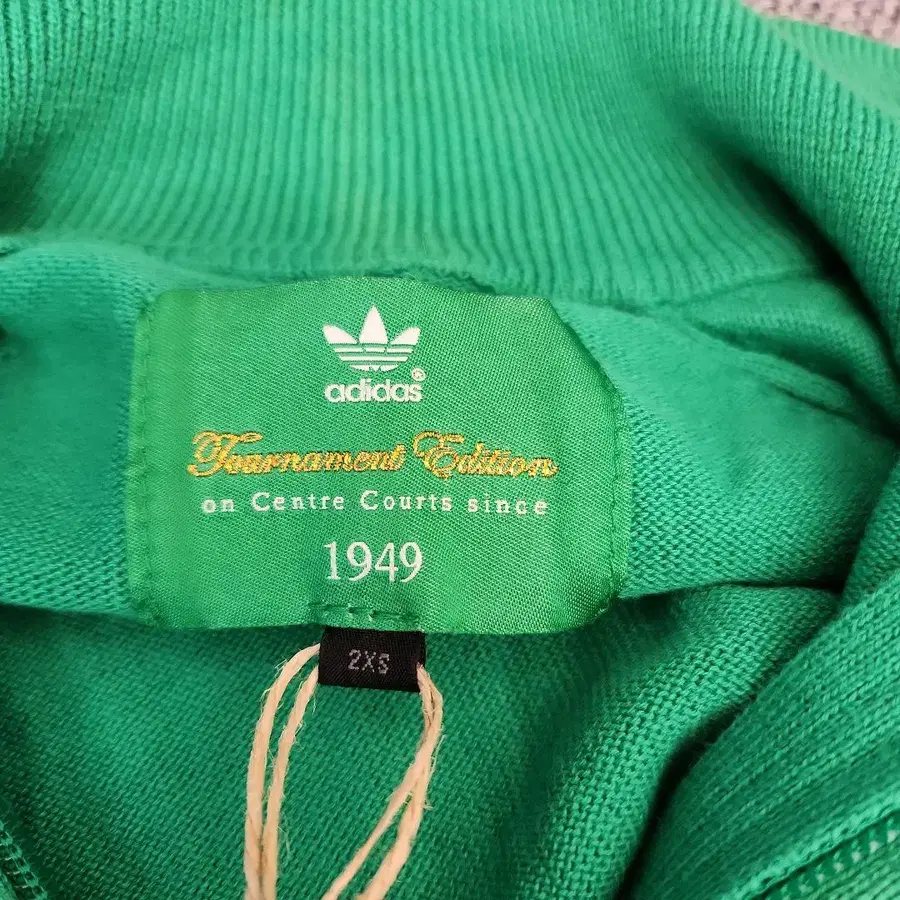 adidas®
Tournament Edition
on Centre Courts since
1949
2XS